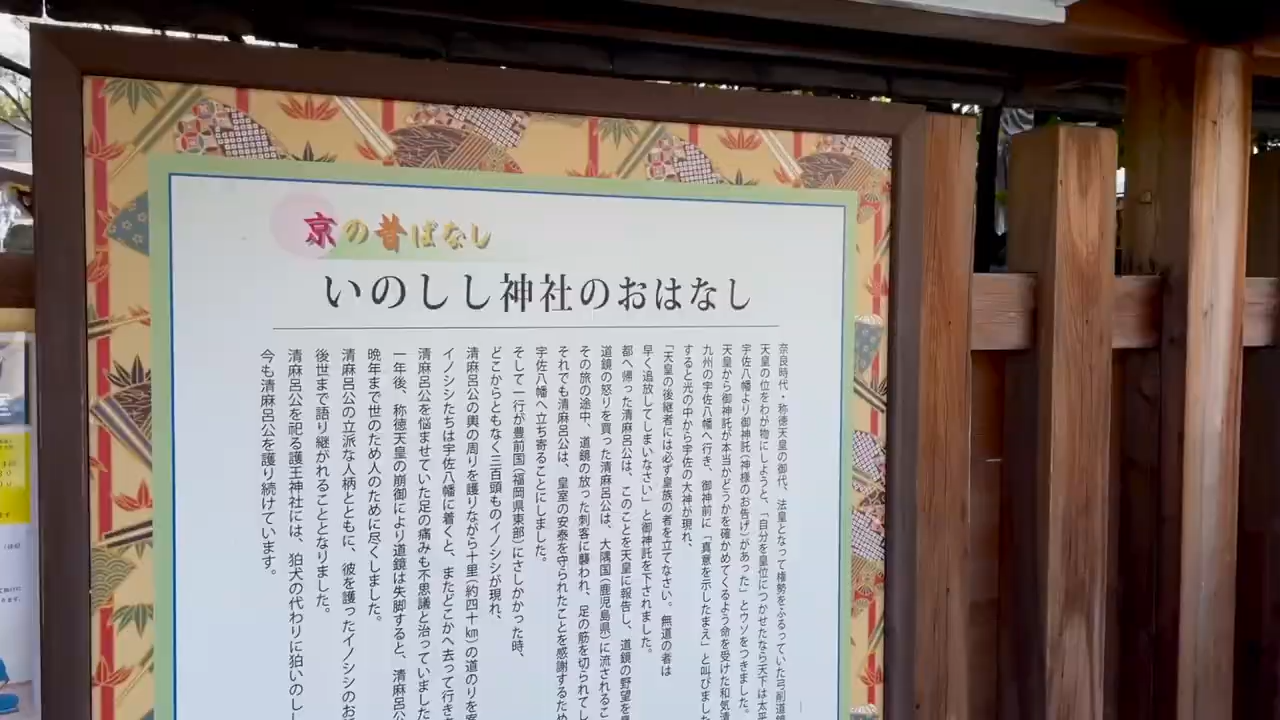 京の昔ばなし
いのしし神社のおはなし
奈良時代・称徳天皇の御代、法皇となって権勢をふるっていた弓削道鏡
天皇の位をわが物にしようと、「自分を皇位につかせたなら天下は太平
宇佐八幡より御神託(神様のお告げ)があった」とウソをつきました。
天皇から御神託が本当かどうかを確かめてくるよう命を受けた和気清
九州の宇佐八幡へ行き、御神前に「真意を示したまえ」と叫びました
すると光の中から宇佐の大神が現れ、
「天皇の後継者には必ず皇族の者を立てなさい。無道の者は
早く追放してしまいなさい」と御神託を下されました。
都へ帰った清麻呂公は、このことを天皇に報告し、道鏡の野望を
道鏡の怒りを買った清麻呂公は、大隅国(鹿児島県)に流されるこ
その旅の途中、道鏡の放った刺客に襲われ、足の筋を切られてし
それでも清麻呂公は、皇室の安泰を守られたことを感謝するため
宇佐八幡へ立ち寄ることにしました。
そして一行が豊前国(福岡県東部)にさしかかった時、
どこからともなく三百頭ものイノシシが現れ、
清麻呂公の輿の周りを護りながら十里(約四十㎞)の道のりを案
イノシシたちは宇佐八幡に着くと、またどこかへ去って行き
清麻呂公を悩ませていた足の痛みも不思議と治っていました
一年後、称徳天皇の崩御により道鏡は失脚すると、清麻呂公
晩年まで世のため人のために尽くしました。
清麻呂公の立派な人柄とともに、彼を護ったイノシシのお
後世まで語り継がれることとなりました。
清麻呂公を祀る護王神社には、狛犬の代わりに狛いのし
今も清麻呂公を護り続けています。